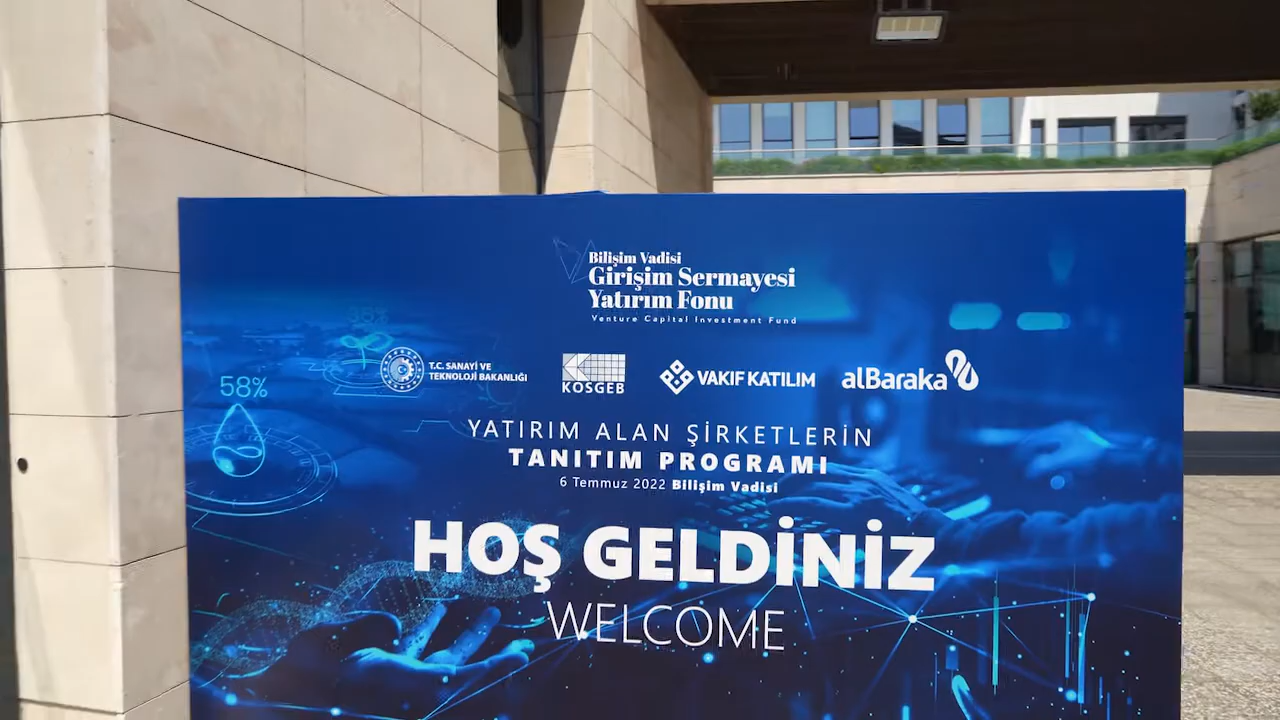 Bilişim Vadisi
Girişim Sermayesi
Yatırım Fonu
Venture Capital Investment Fund
38%
T.C. SANAYİ VE
TEKNOLOJİ BAKANLIĞI
KOSGEB
VAKIF KATILIM
alBaraka
58%
YATIRIM ALAN ŞİRKETLERİN
TANITIM PROGRAMI
6 Temmuz 2022 Bilişim Vadisi
HOŞ GELDİNİZ
WELCOME